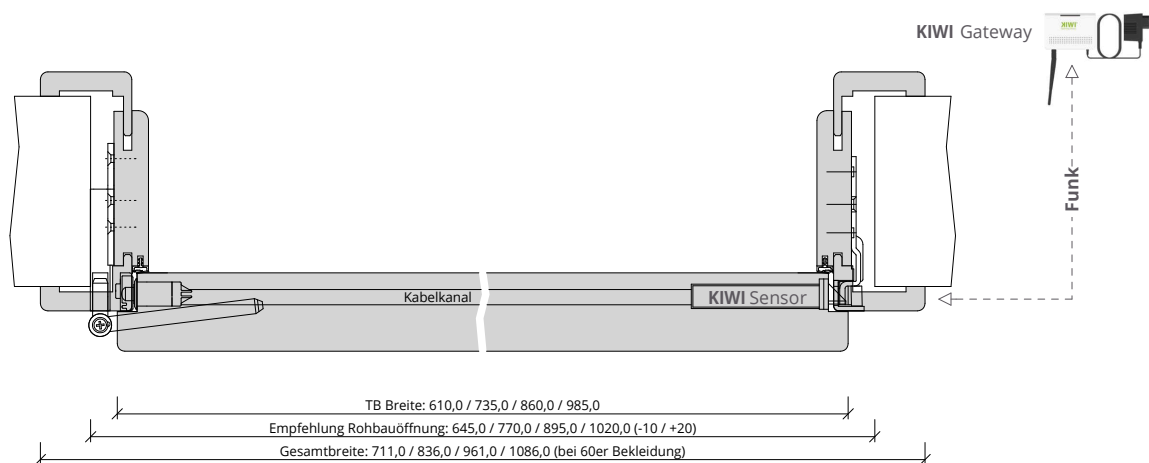 KIWI Gateway
KIWI
Funk
Kabelkanal
KIWI Sensor
TB Breite: 610,0 / 735,0 / 860,0 / 985,0
Empfehlung Rohbauöffnung: 645,0 / 770,0 / 895,0 / 1020,0 (-10 / +20)
Gesamtbreite: 711,0 / 836,0 / 961,0 / 1086,0 (bei 60er Bekleidung)